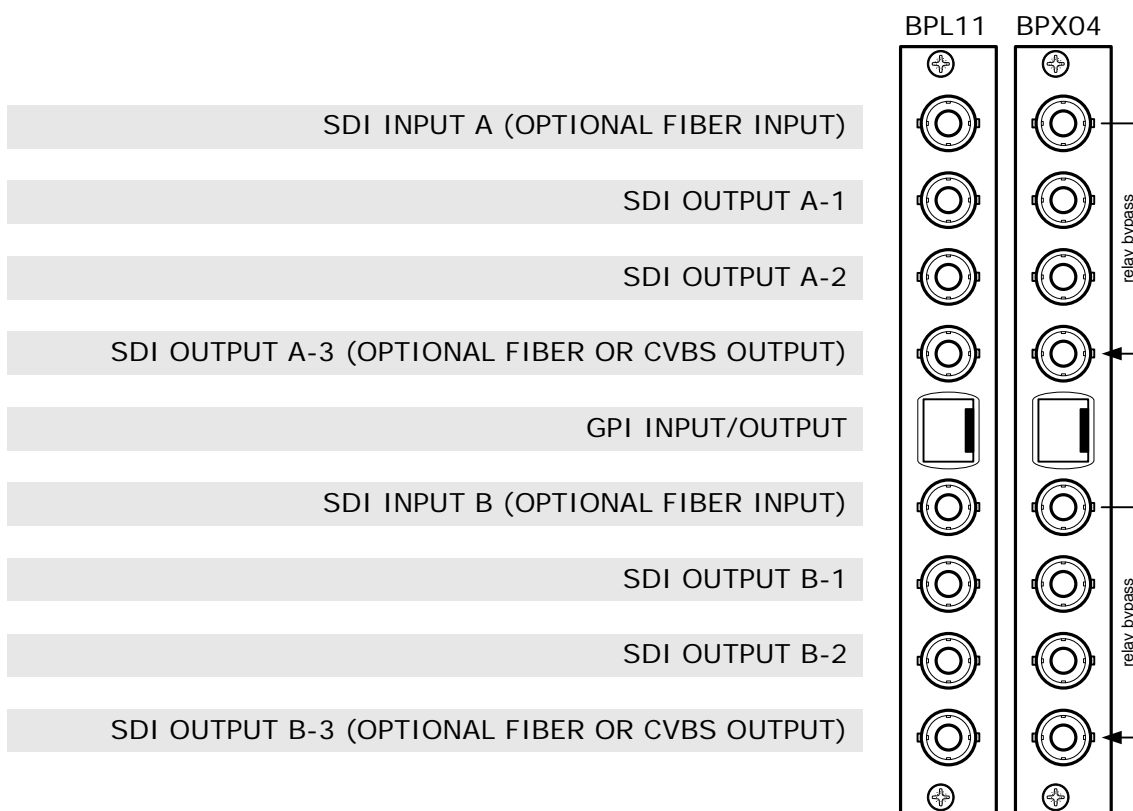 BPL11 BPX04
SDI INPUT A (OPTIONAL FIBER INPUT)
SDI OUTPUT A-1
relay bypass
SDI OUTPUT A-2
SDI OUTPUT A-3 (OPTIONAL FIBER OR CVBS OUTPUT)
GPI INPUT/OUTPUT
SDI INPUT B (OPTIONAL FIBER INPUT)
SDI OUTPUT B-1
relay bypass
SDI OUTPUT B-2
SDI OUTPUT B-3 (OPTIONAL FIBER OR CVBS OUTPUT)